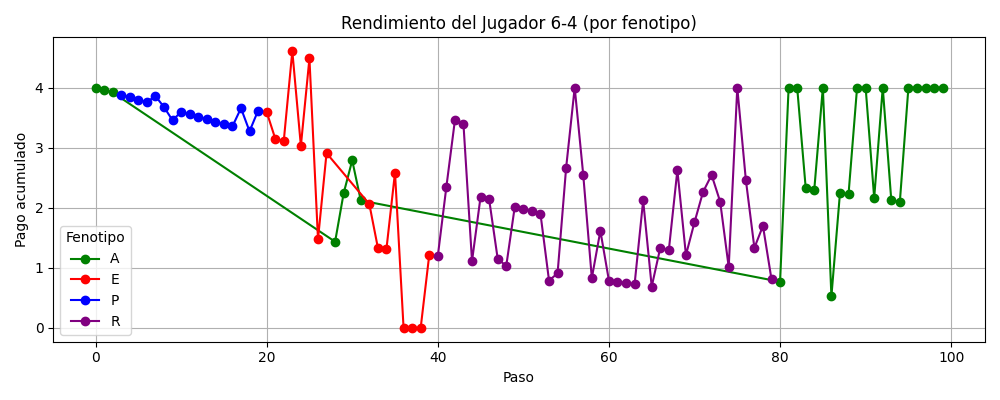 Rendimiento del Jugador 6-4 (por fenotipo)
Pago acumulado
4
3
2
1
0
Fenotipo
A
E
P
R
0 20 40 60 80 100
Paso